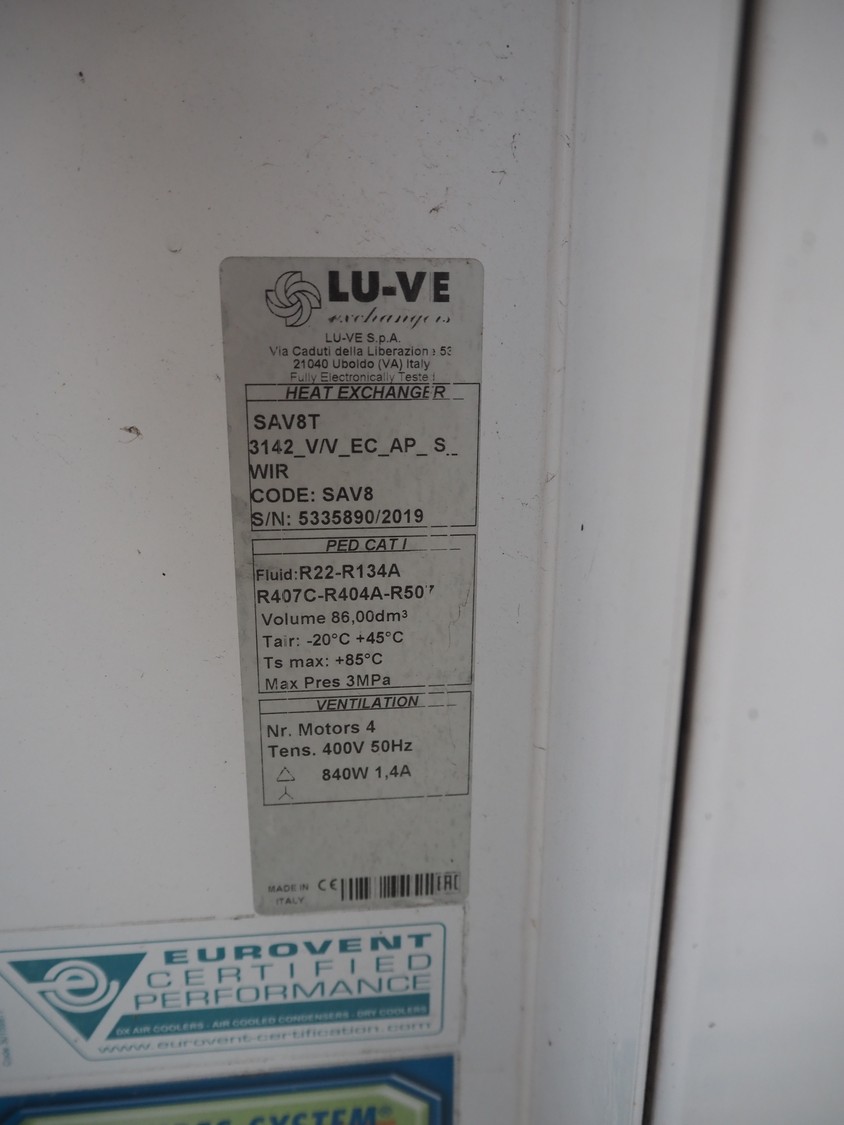 LU-VE
exchangers
LU-VE S.p.A.
Via Caduti della Liberazione 53
21040 Uboldo (VA) Italy
Fully Electronically Tested
HEAT EXCHANGER
SAV8T
3142_V/V_EC_AP_ S_
WIR
CODE: SAV8
S/N: 5335890/2019
PED CAT I
Fluid:R22-R134A
R407C-R404A-R507
Volume 86,00dm³
Tair: -20°C +45°C
Ts max: +85°C
Max Pres 3MPa
VENTILATION
Nr. Motors 4
Tens. 400V 50Hz
840W 1,4A
MADE IN
ITALY
CE
EAC
EUROVENT
CERTIFIED
PERFORMANCE
DX AIR COOLERS - AIR COOLED CONDENSERS - DRY COOLERS
www.eurovent-certification.com
SYSTEM®